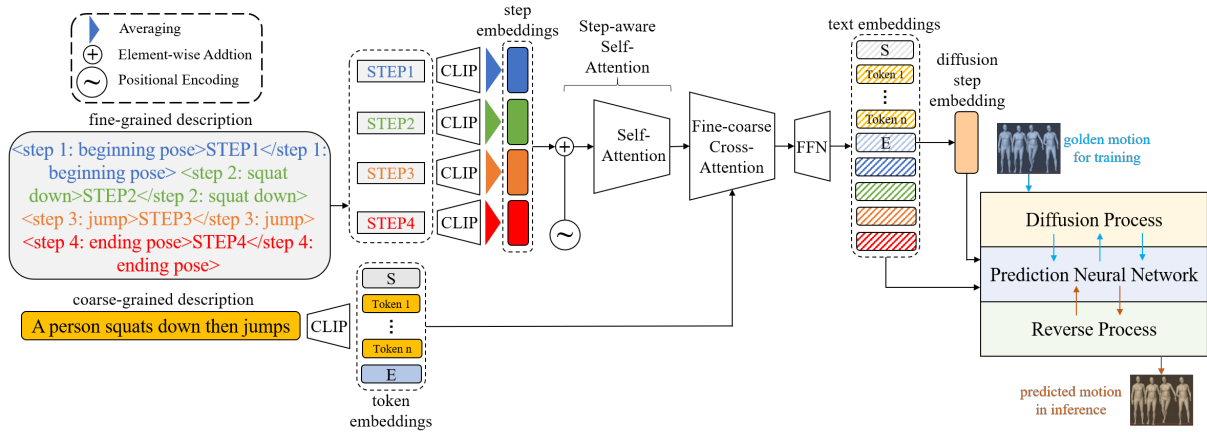 Averaging
Element-wise Addtion
Positional Encoding
fine-grained description
<step 1: beginning pose>STEP1</step 1:
beginning pose> <step 2: squat
down>STEP2</step 2: squat down>
<step 3: jump>STEP3</step 3: jump>
<step 4: ending pose>STEP4</step 4:
ending pose>
coarse-grained description
A person squats down then jumps
CLIP
S
Token 1
Token n
E
token
embeddings
STEP1
STEP2
STEP3
STEP4
CLIP
CLIP
CLIP
CLIP
step
embeddings
Step-aware
Self-
Attention
Self-
Attention
Fine-coarse
Cross-
Attention
FFN
text embeddings
S
Token 1
Token n
E
diffusion
step
embedding
golden motion
for training
Diffusion Process
Prediction Neural Network
Reverse Process
predicted motion
in inference